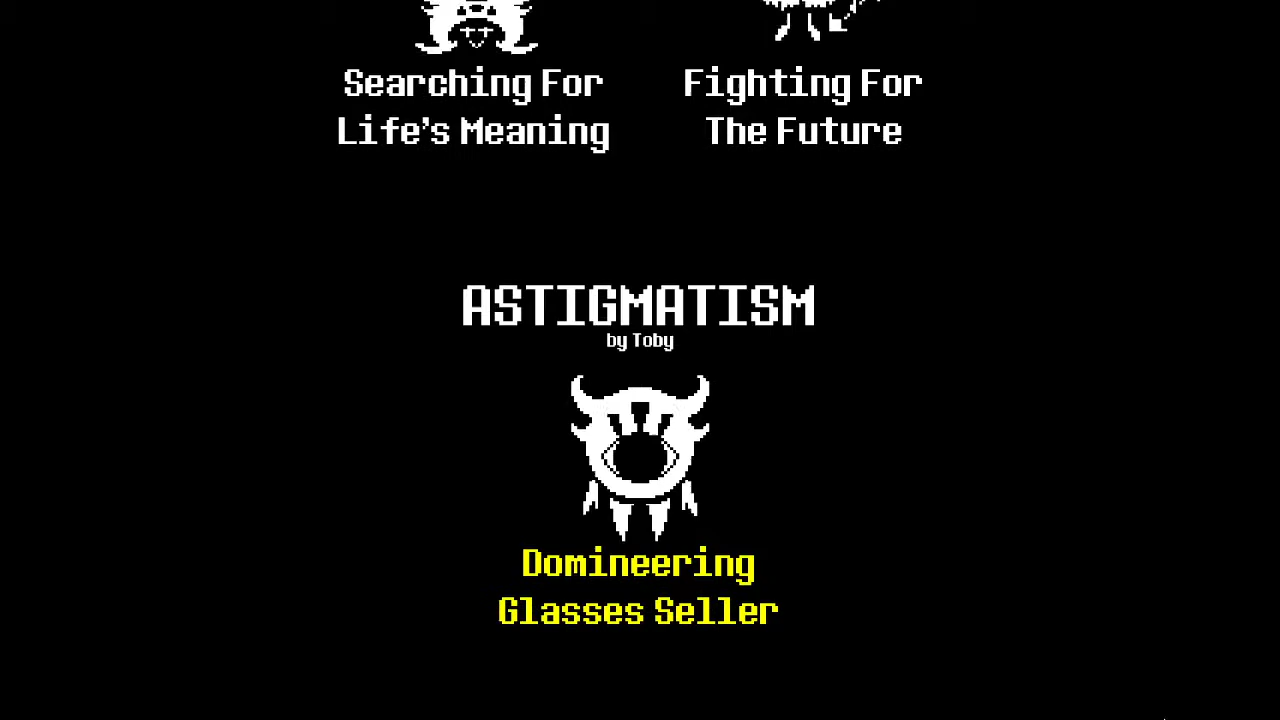 Searching For
Life's Meaning
Fighting For
The Future
ASTIGMATISM
by Toby
Domineering
Glasses Seller